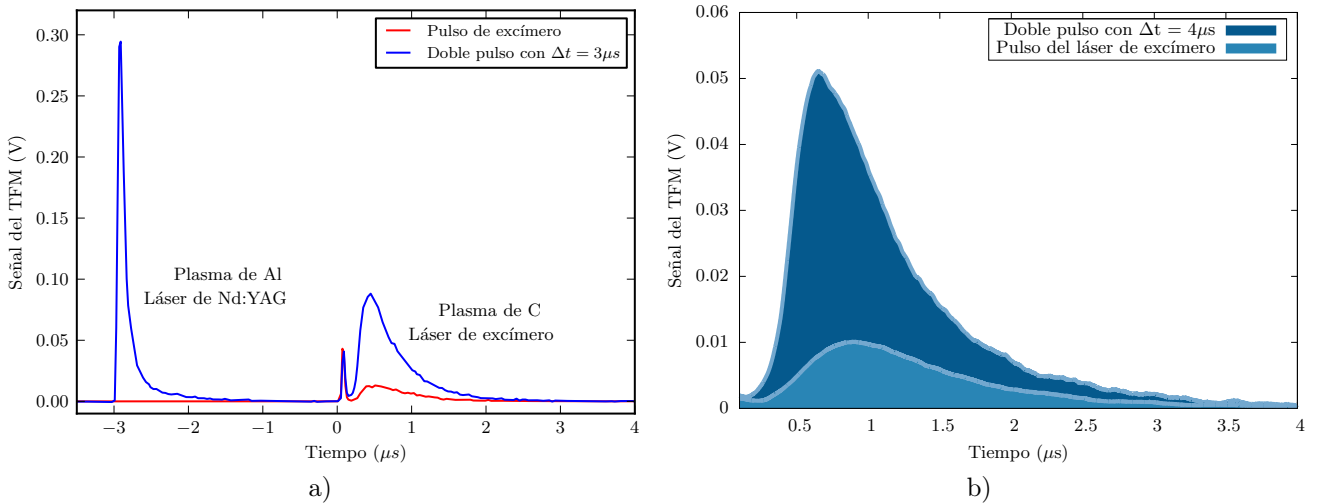 Señal del TFM (V)
0.30
0.25
0.20
0.15
0.10
0.05
0.00
Pulso de excímero
Doble pulso con Δt = 3μs
Plasma de Al
Láser de Nd:YAG
Plasma de C
Láser de excímero
−3 −2 −1 0 1 2 3 4
Tiempo (μs)
a)
Señal del TFM (V)
0.06
0.05
0.04
0.03
0.02
0.01
0
Doble pulso con Δt = 4μs
Pulso del láser de excímero
0.5 1 1.5 2 2.5 3 3.5 4
Tiempo (μs)
b)